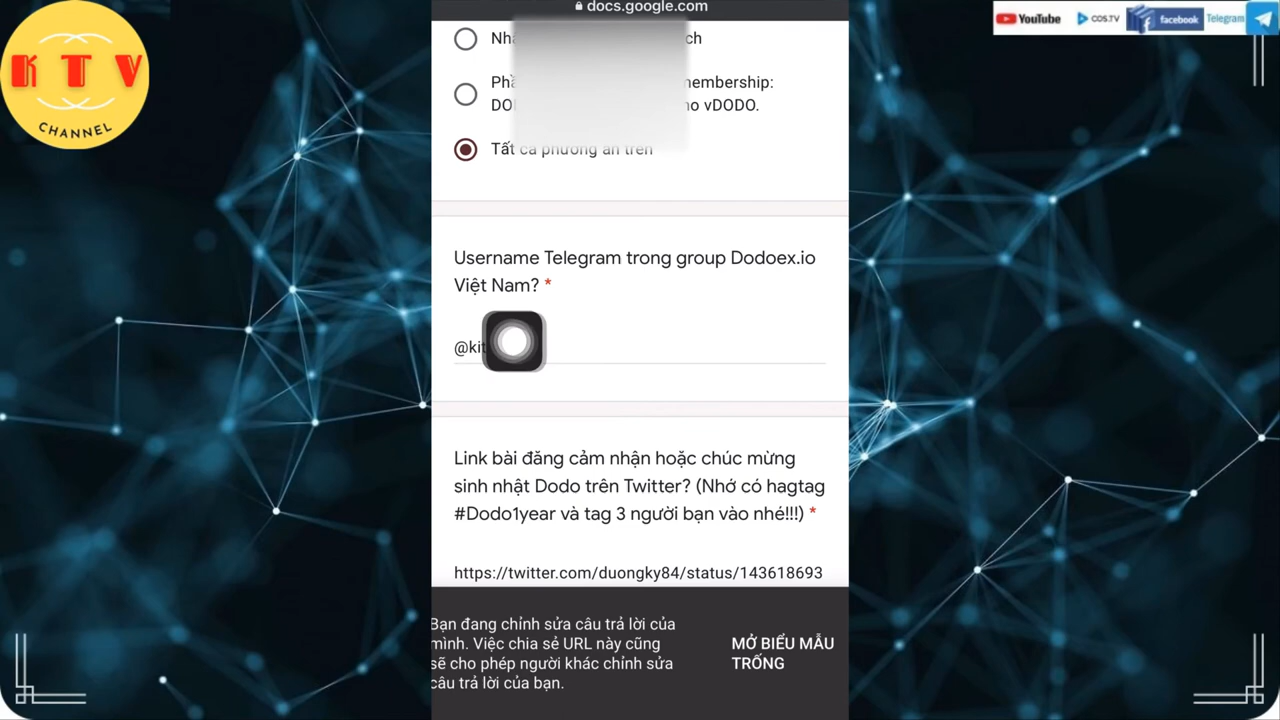 K T V
CHANNEL
YouTube
COS.TV
facebook
Telegram
docs.google.com
membership:
vDODO.
Tất cả phương án trên
Username Telegram trong group Dodoex.io
Việt Nam? *
@kit
Link bài đăng cảm nhận hoặc chúc mừng
sinh nhật Dodo trên Twitter? (Nhớ có hagtag
#Dodo1year và tag 3 người bạn vào nhé!!!) *
https://twitter.com/duongky84/status/143618693
Bạn đang chỉnh sửa câu trả lời của
mình. Việc chia sẻ URL này cũng
sẽ cho phép người khác chỉnh sửa
câu trả lời của bạn.
MỞ BIỂU MẪU
TRỐNG